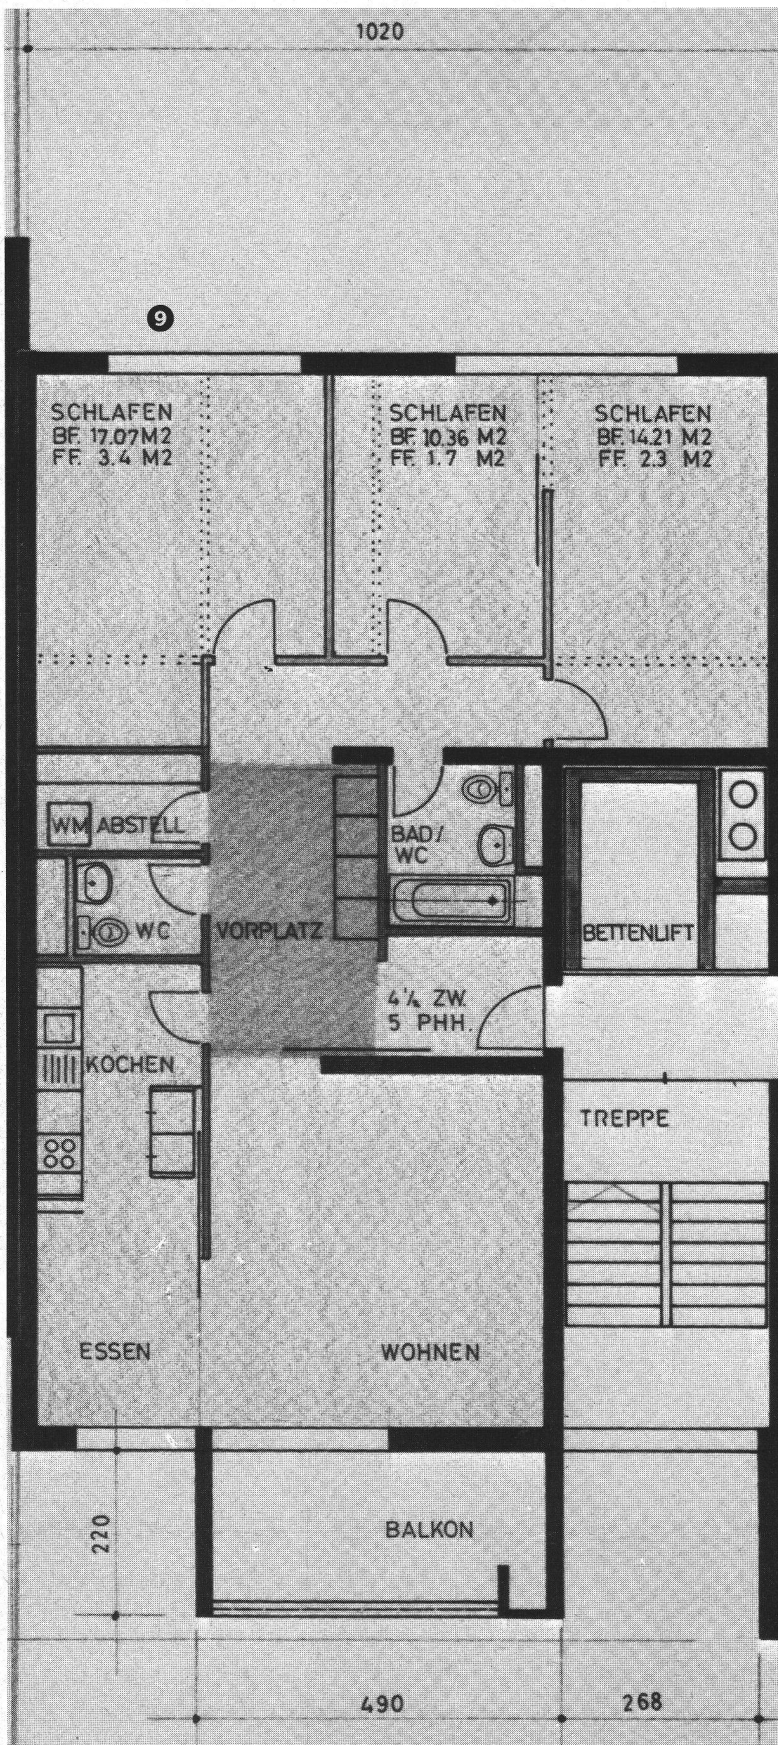 1020
9
SCHLAFEN
BF. 17.07 M2
FF. 3.4 M2
SCHLAFEN
BF. 10.36 M2
FF. 1.7 M2
SCHLAFEN
BF. 14.21 M2
FF. 2.3 M2
WM ABSTELL
BAD/
WC
WC
VORPLATZ
BETTENLIFT
4 ZW.
5 PHH.
KOCHEN
TREPPE
ESSEN
WOHNEN
220
BALKON
490
268